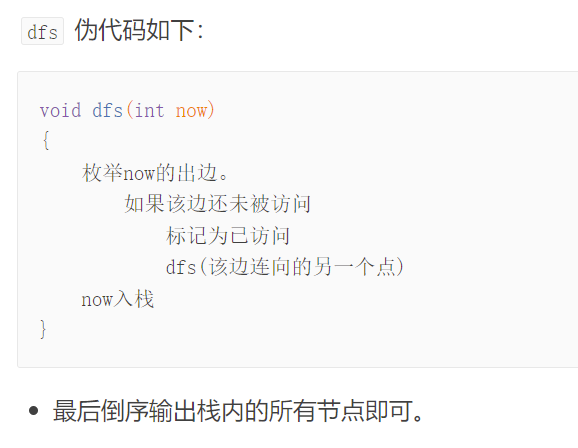 dfs 伪代码如下：
void dfs(int now)
{
枚举now的出边。
如果该边还未被访问
标记为已访问
dfs(该边连向的另一个点)
now入栈
}
最后倒序输出栈内的所有节点即可。